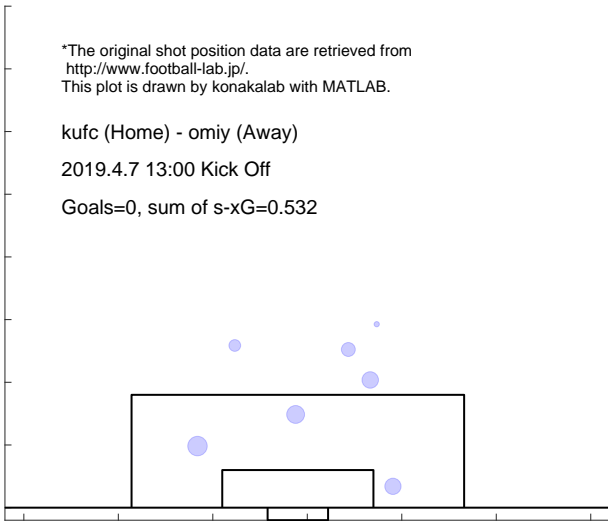 *The original shot position data are retrieved from
http://www.football-lab.jp/.
This plot is drawn by konakalab with MATLAB.
kufc (Home) - omiy (Away)
2019.4.7 13:00 Kick Off
Goals=0, sum of s-xG=0.532